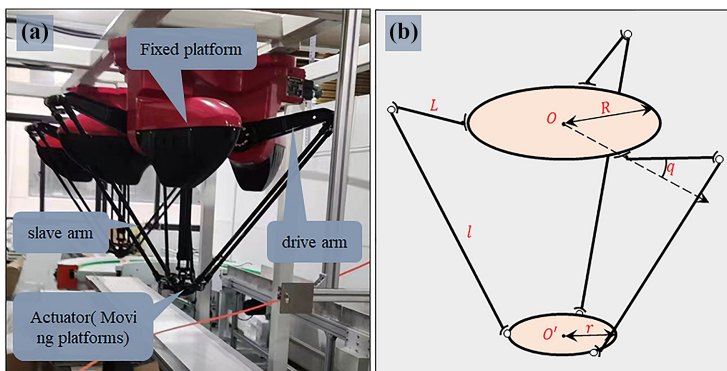 (a)
Fixed platform
slave arm
drive arm
Actuator( Movi
ng platforms)
(b)
L
O
R
q
l
O'
r